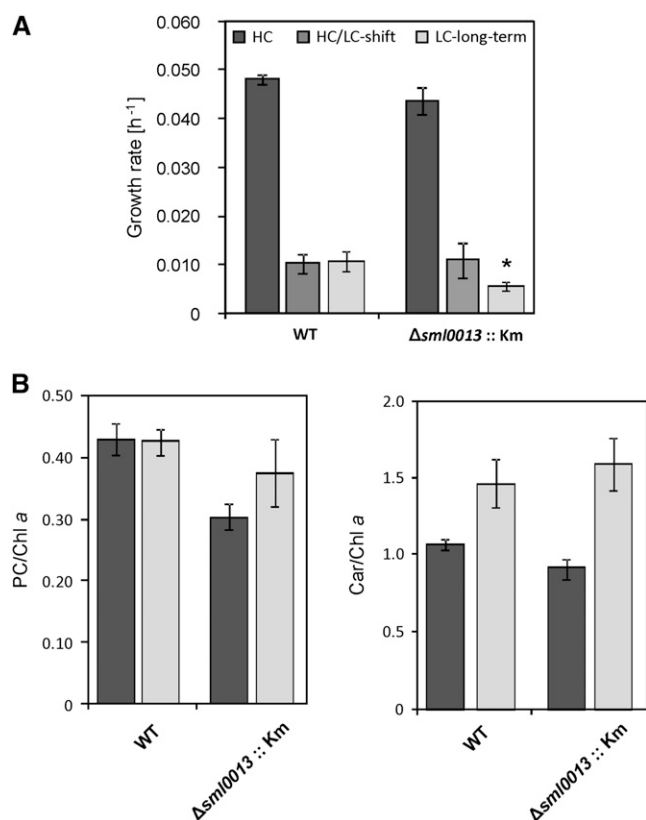 A
HC HC/LC-shift LC-long-term
Growth rate [h⁻¹]
0.060
0.050
0.040
0.030
0.020
0.010
0
*
WT Δsml0013 :: Km
B
PC/Chl a
0.50
0.40
0.30
0.20
0.10
0
WT Δsml0013 :: Km
Car/Chl a
2.0
1.5
1.0
0.5
0
WT Δsml0013 :: Km